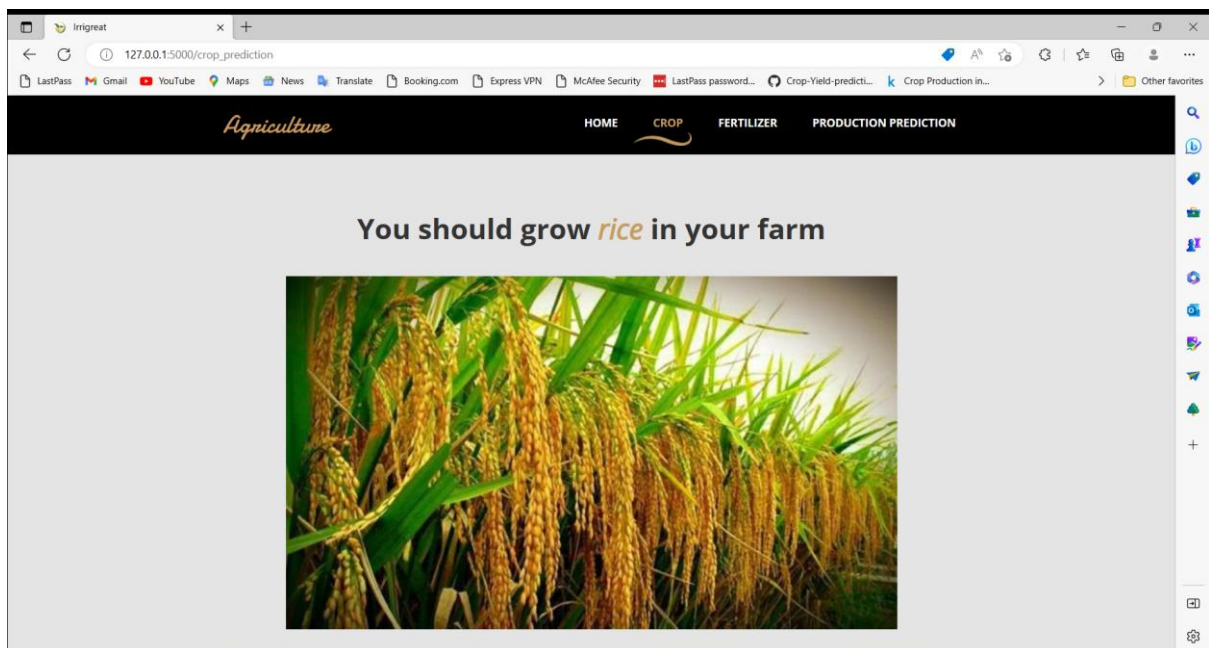 Irrigreat
127.0.0.1:5000/crop_prediction
LastPass Gmail YouTube Maps News Translate Booking.com Express VPN McAfee Security LastPass password... Crop-Yield-predicti... Crop Production in... Other favorites
Agriculture HOME CROP FERTILIZER PRODUCTION PREDICTION
You should grow rice in your farm